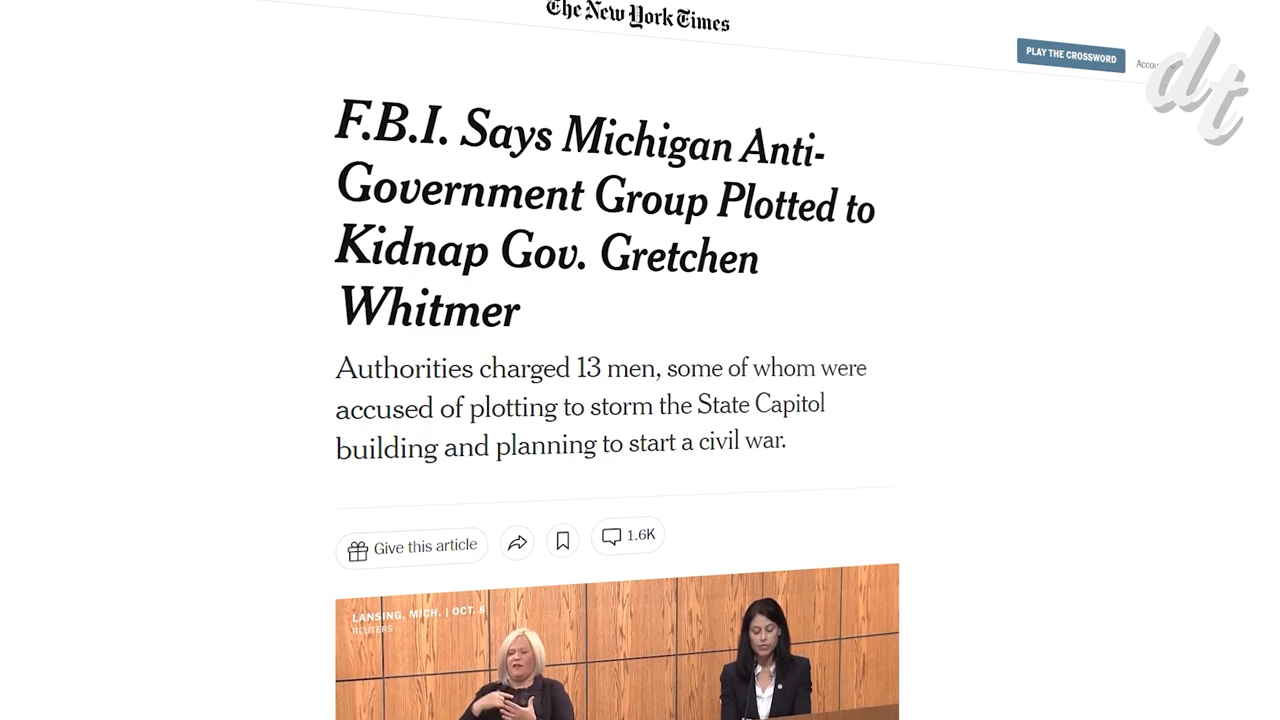 The New York Times
PLAY THE CROSSWORD
dt
F.B.I. Says Michigan Anti-
Government Group Plotted to
Kidnap Gov. Gretchen
Whitmer
Authorities charged 13 men, some of whom were
accused of plotting to storm the State Capitol
building and planning to start a civil war.
Give this article
1.6K
LANSING, MICH. | OCT. 8
REUTERS